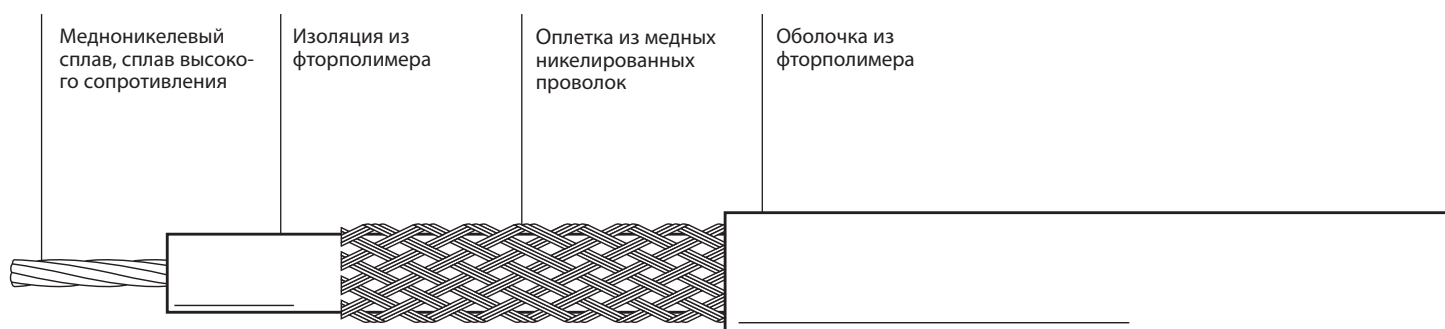 Медноникелевый
сплав, сплав высоко-
го сопротивления
Изоляция из
фторполимера
Оплетка из медных
никелированных
проволок
Оболочка из
фторполимера